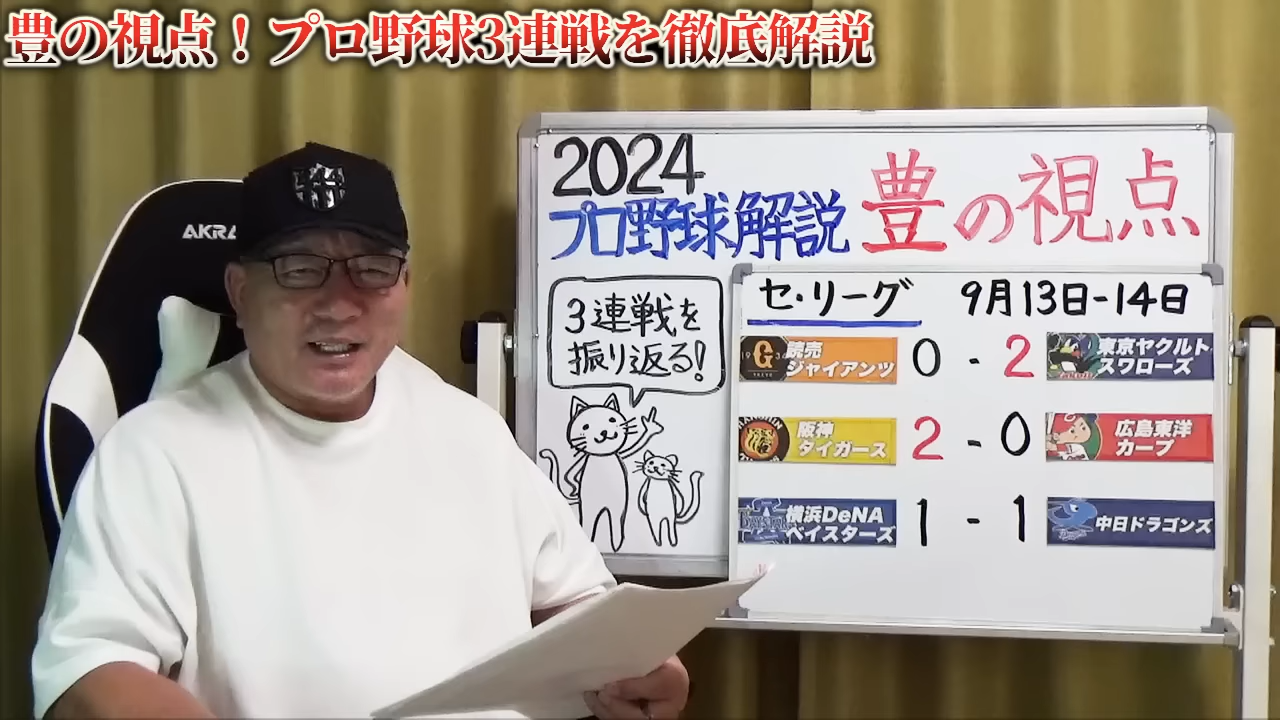 豊の視点！プロ野球3連戦を徹底解説
AKRA
2024
プロ野球解説 豊の視点
3連戦を
振り返る！
セ・リーグ 9月13日-14日
読売
ジャイアンツ
0 - 2
東京ヤクルト
スワローズ
阪神
タイガース
2 - 0
広島東洋
カープ
横浜DeNA
ベイスターズ
1 - 1
中日ドラゴンズ